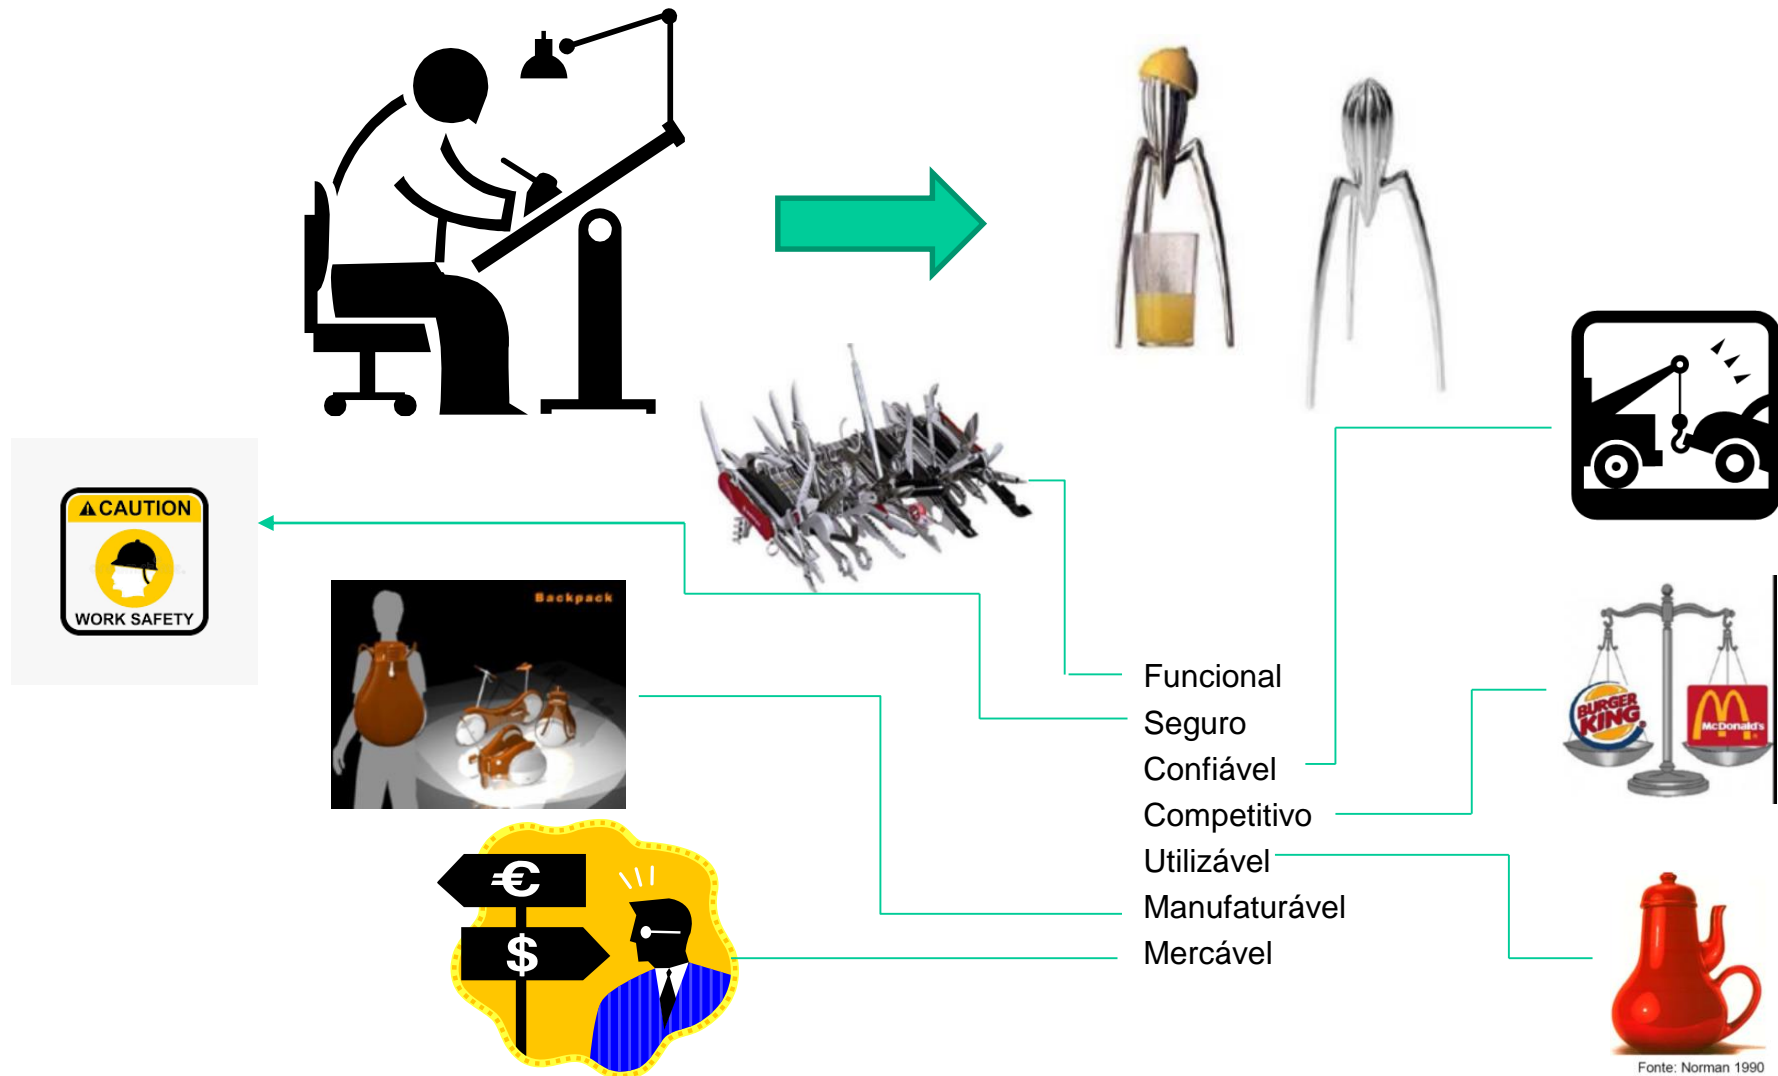 CAUTION
WORK SAFETY
Backpack
Funcional
Seguro
Confiável
Competitivo
Utilizável
Manufaturável
Mercável
€
$
BURGER
KING
McDonald's
Fonte: Norman 1990